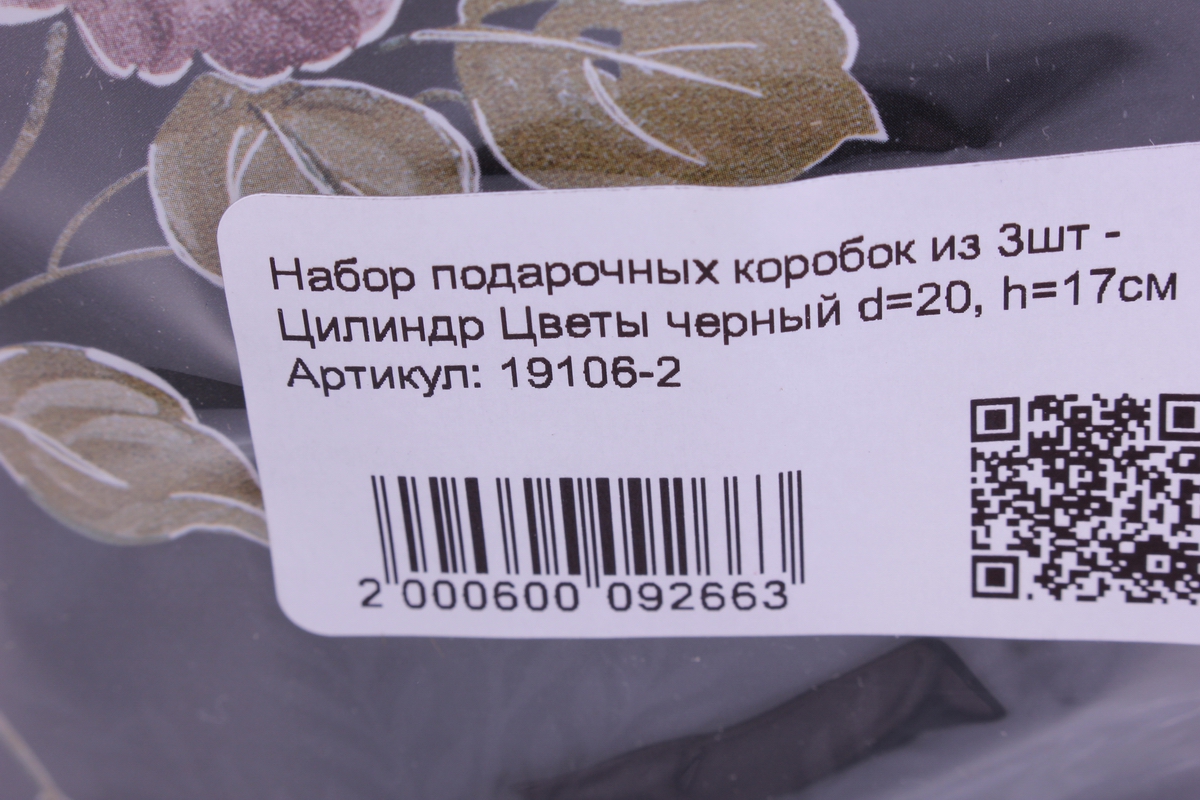 Набор подарочных коробок из 3шт -
Цилиндр Цветы черный d=20, h=17см
Артикул: 19106-2
2 000600 092663